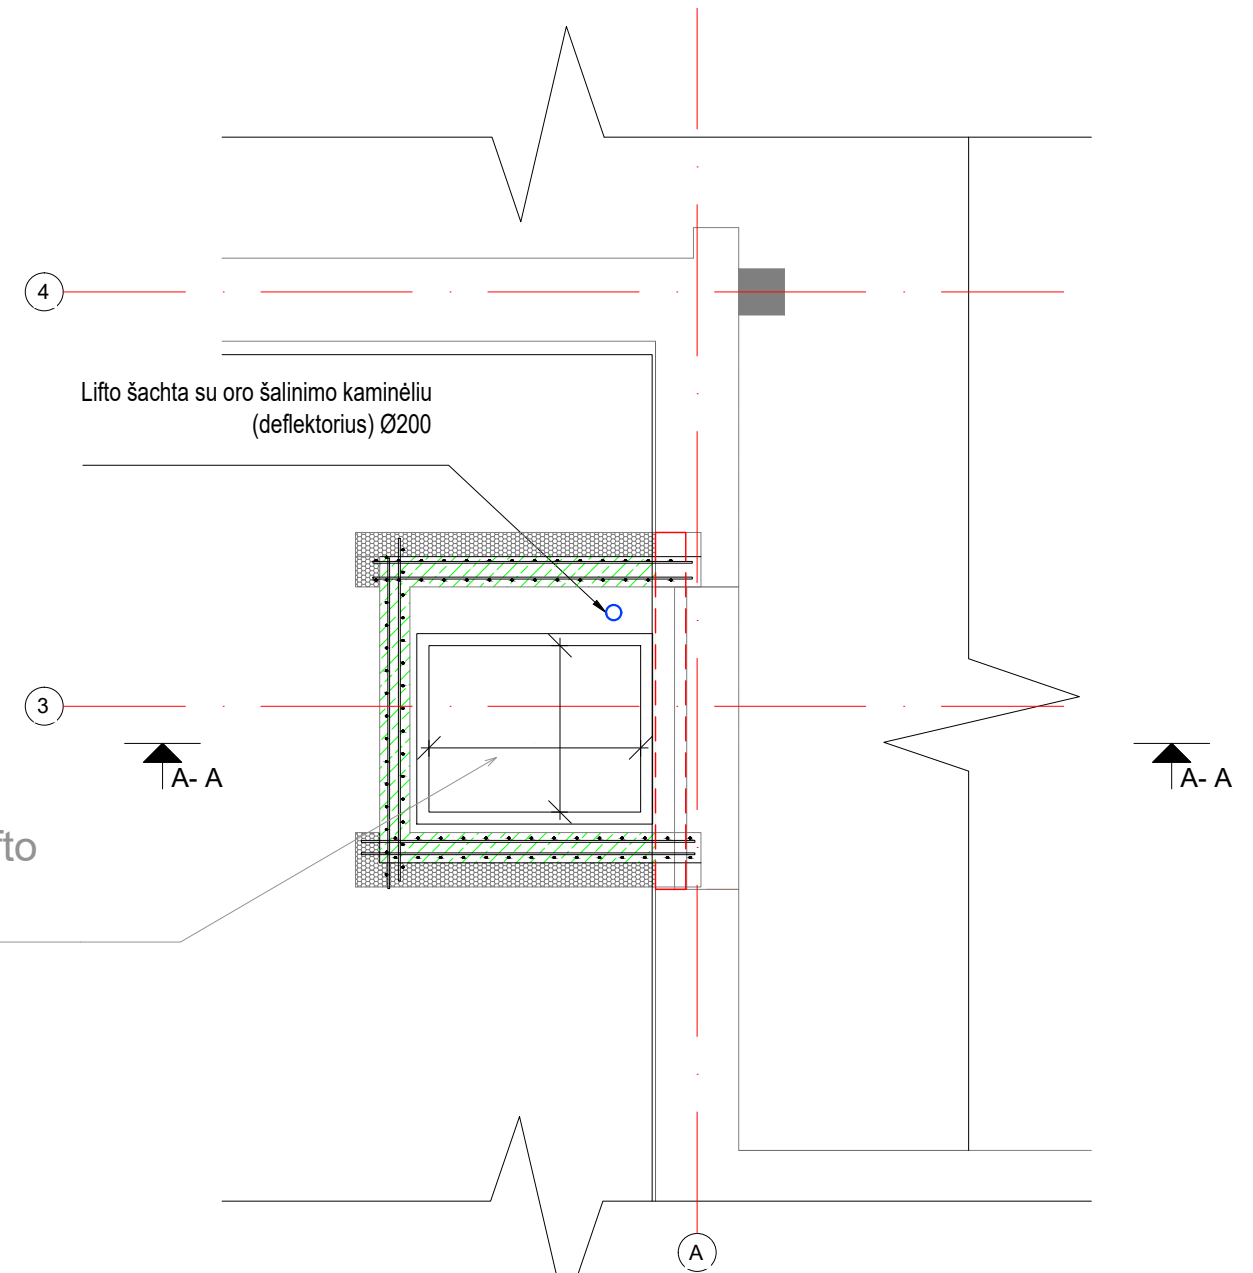 4
Lifto šachta su oro šalinimo kaminėliu
(deflektorius) Ø200
3
A- A
A- A
A